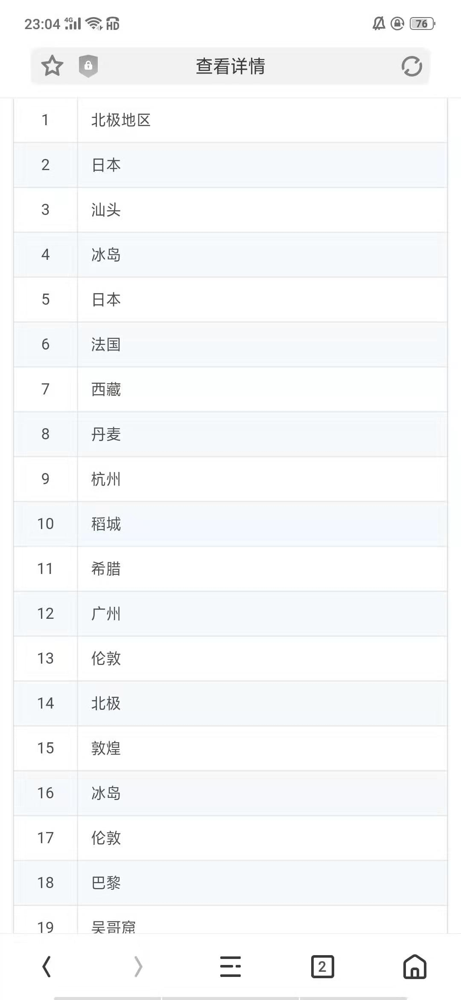 23:04 4G HD 76
查看详情
1 北极地区
2 日本
3 汕头
4 冰岛
5 日本
6 法国
7 西藏
8 丹麦
9 杭州
10 稻城
11 希腊
12 广州
13 伦敦
14 北极
15 敦煌
16 冰岛
17 伦敦
18 巴黎
19 吴哥窟
2